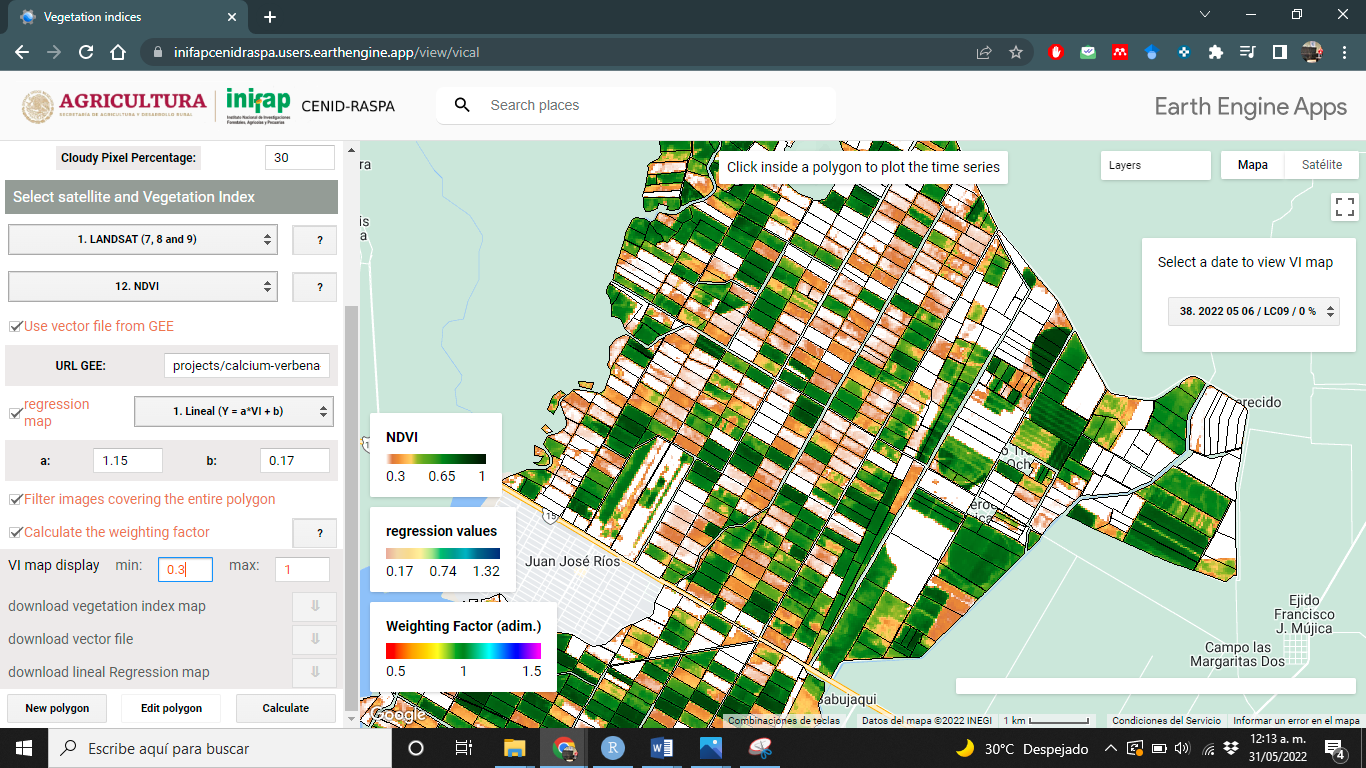 Vegetation indices
inifapcenidraspa.users.earthengine.app/view/vical
AGRICULTURA
SECRETARÍA DE AGRICULTURA Y DESARROLLO RURAL
inifap
Instituto Nacional de Investigaciones
Forestales, Agrícolas y Pecuarias
CENID-RASPA
Search places
Earth Engine Apps
Cloudy Pixel Percentage:
30
Select satellite and Vegetation Index
1. LANDSAT (7, 8 and 9)
?
12. NDVI
?
Use vector file from GEE
URL GEE:
projects/calcium-verbena
regression
map
1. Lineal (Y = a*VI + b)
a:
1.15
b:
0.17
Filter images covering the entire polygon
Calculate the weighting factor
?
VI map display
min:
0.3
max:
1
download vegetation index map
⇓
download vector file
⇓
download lineal Regression map
⇓
New polygon
Edit polygon
Calculate
Click inside a polygon to plot the time series
Layers
Mapa
Satélite
Select a date to view VI map
38. 2022 05 06 / LC09 / 0 %
NDVI
0.3 0.65 1
regression values
0.17 0.74 1.32
Weighting Factor (adim.)
0.5 1 1.5
15
Juan José Ríos
Ejido
Francisco
J. Mújica
Campo las
Margaritas Dos
Google
Combinaciones de teclas
Datos del mapa ©2022 INEGI
1 km
Condiciones del Servicio
Informar un error en el mapa
Escribe aquí para buscar
R
W
30°C Despejado
12:13 a. m.
31/05/2022
4